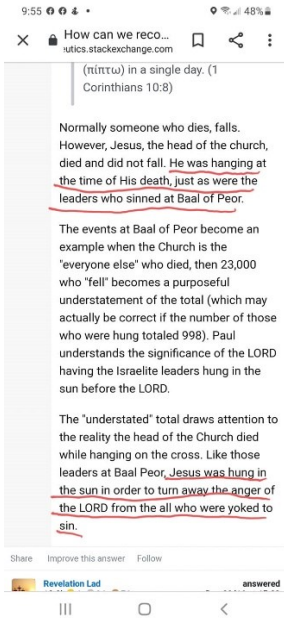 9:55
48%
How can we reco...
eutics.stackexchange.com
(πίπτω) in a single day. (1
Corinthians 10:8)
Normally someone who dies, falls.
However, Jesus, the head of the church,
died and did not fall. He was hanging at
the time of His death, just as were the
leaders who sinned at Baal of Peor.
The events at Baal of Peor become an
example when the Church is the
"everyone else" who died, then 23,000
who "fell" becomes a purposeful
understatement of the total (which may
actually be correct if the number of those
who were hung totaled 998). Paul
understands the significance of the LORD
having the Israelite leaders hung in the
sun before the LORD.
The "understated" total draws attention to
the reality the head of the Church died
while hanging on the cross. Like those
leaders at Baal Peor, Jesus was hung in
the sun in order to turn away the anger of
the LORD from the all who were yoked to
sin.
Share Improve this answer Follow
Revelation Lad
answered